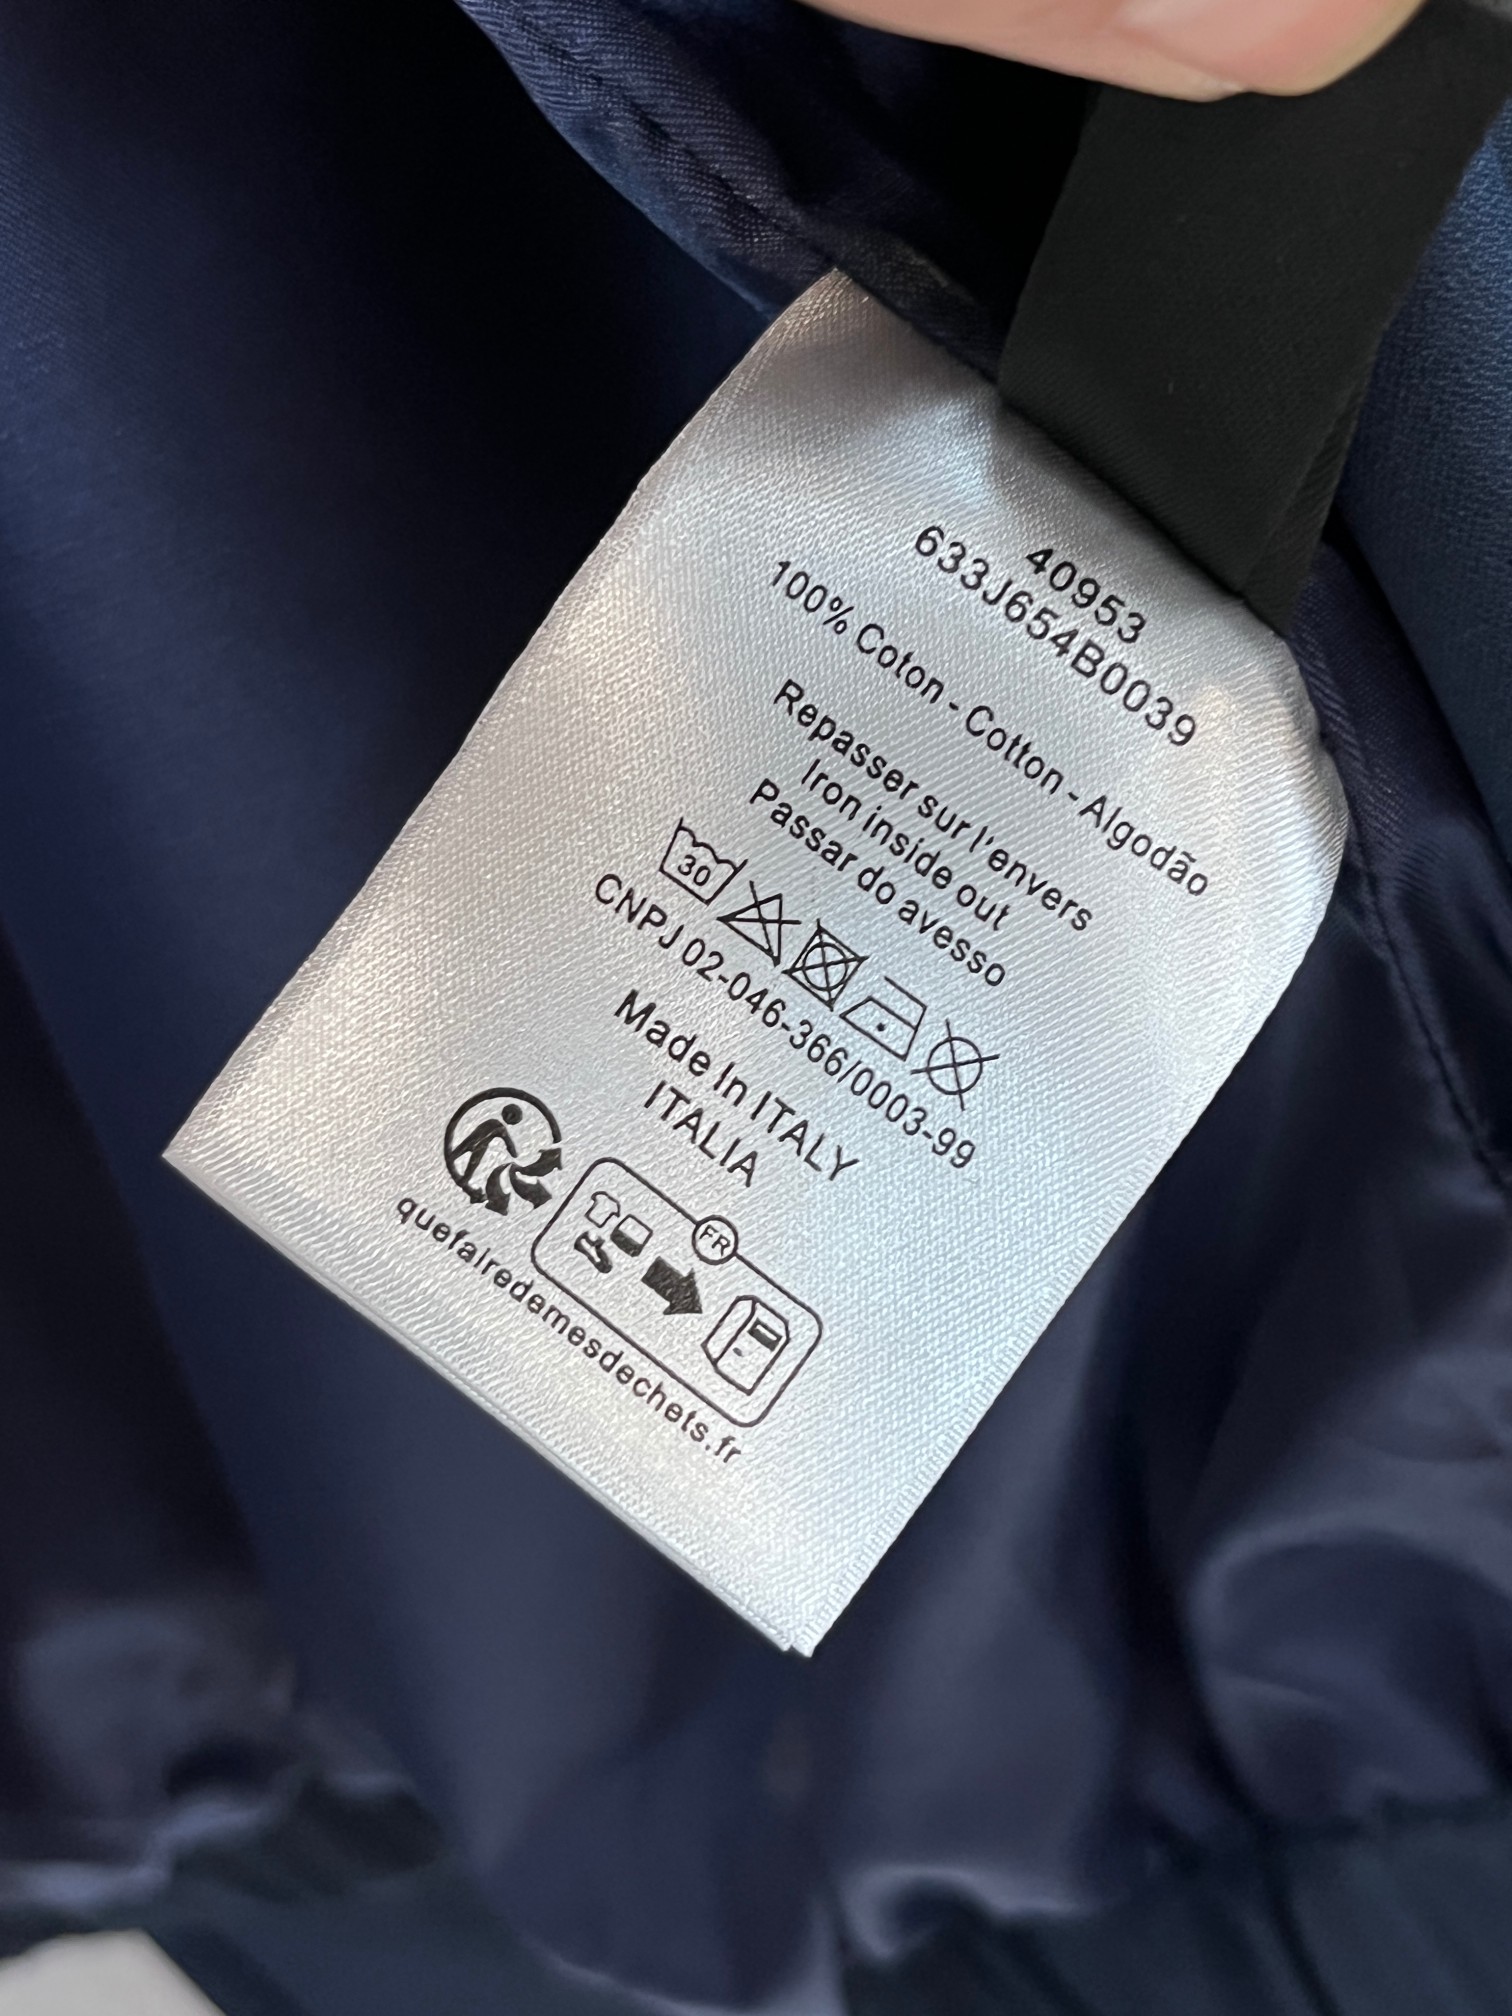 40953
633J654B0039
100% Coton - Cotton - Algodão
Repasser sur l'envers
Iron inside out
Passar do avesso
30
CNPJ 02-046-366/0003-99
Made In ITALY
ITALIA
FR
quefairedemesdechets.fr